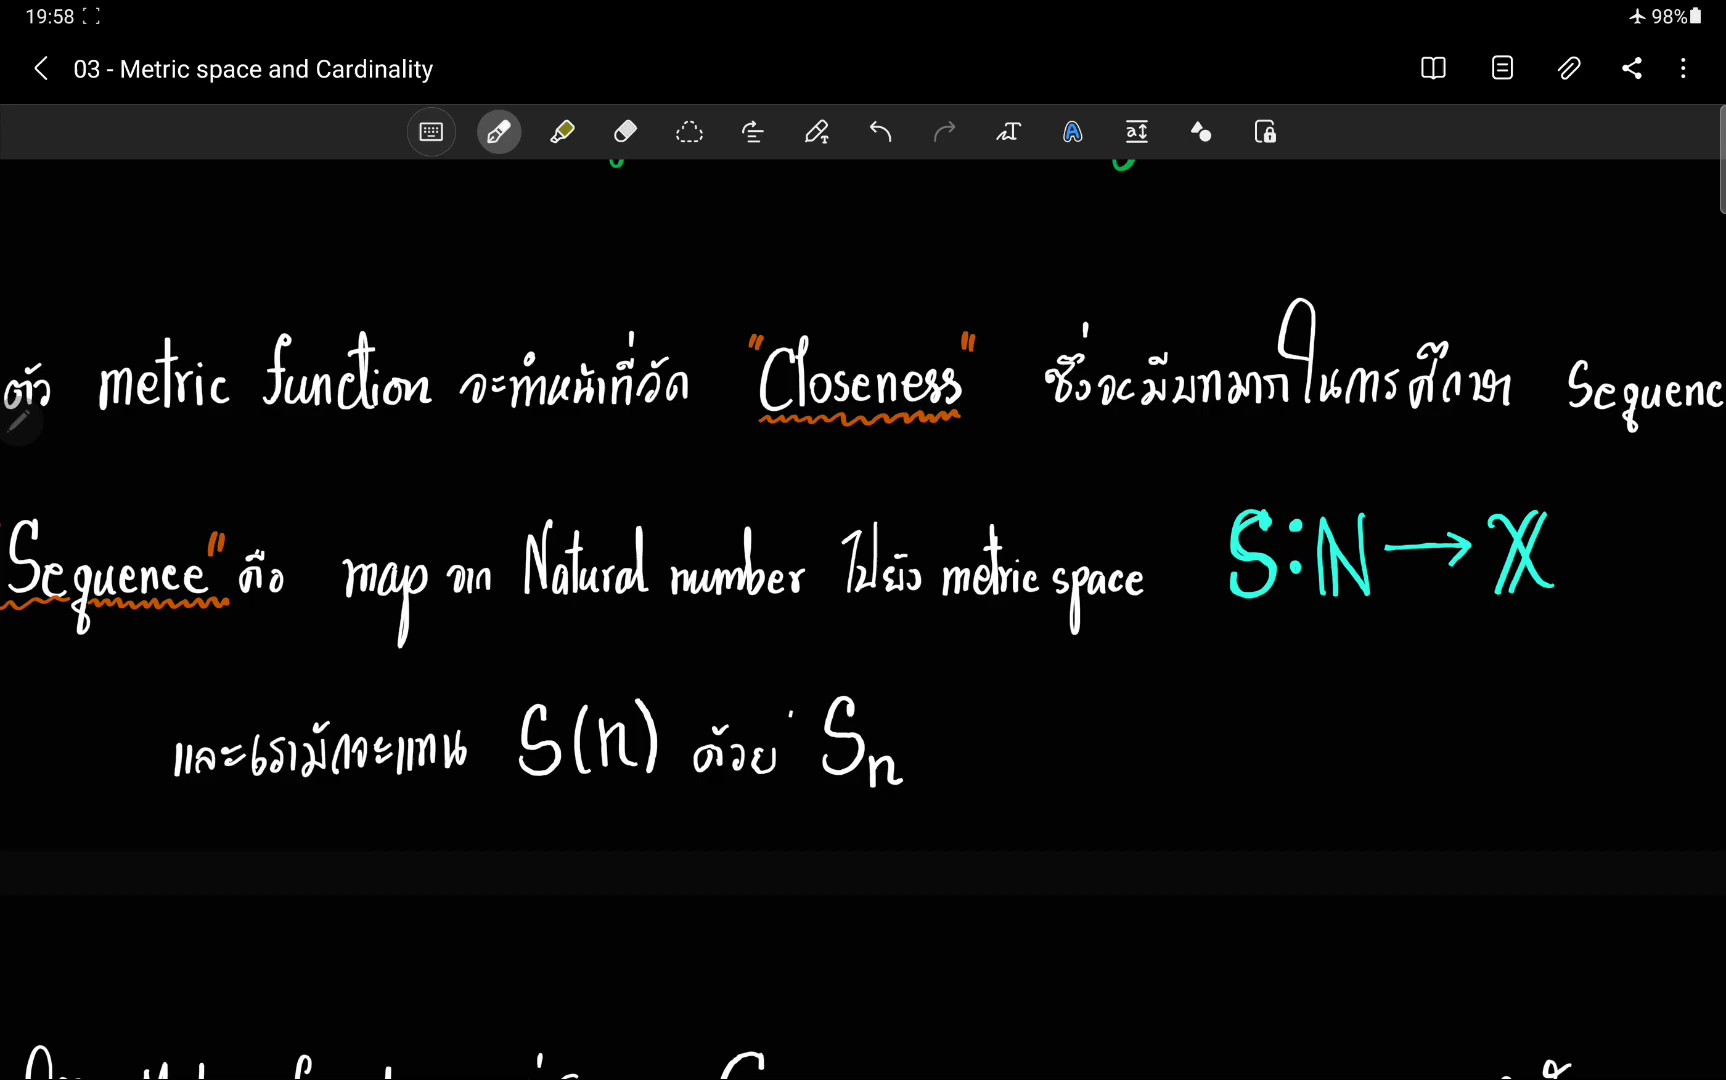 19:58 98%
03 - Metric space and Cardinality
ตัว metric function จะทำหน้าที่วัด "Closeness" ซึ่งจะมีบทบาทมากในการศึกษา Sequenc
Sequence" คือ map จาก Natural number ไปยัง metric space S:N→X
และเรามักจะแทน S(n) ด้วย Sn